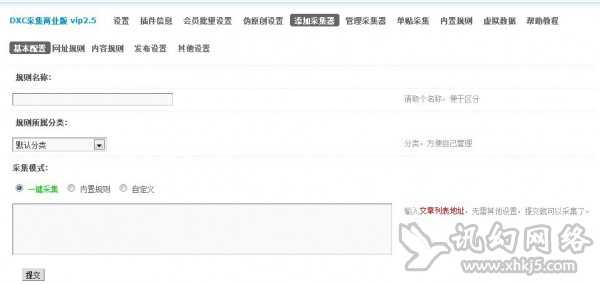 DXC采集商业版 vip2.5 设置 插件信息 会员批量设置 伪原创设置 添加采集器 管理采集器 单贴采集 内置规则 虚拟数据 帮助教程
基本配置 网址规则 内容规则 发布设置 其他设置
规则名称：
请取个名称，便于区分
规则所属分类：
默认分类 分类，方便自己管理
采集模式：
一键采集 内置规则 自定义
输入文章列表地址，无需其他设置，提交就可以采集了。
讯幻网络
www.xhkj5.com
提交